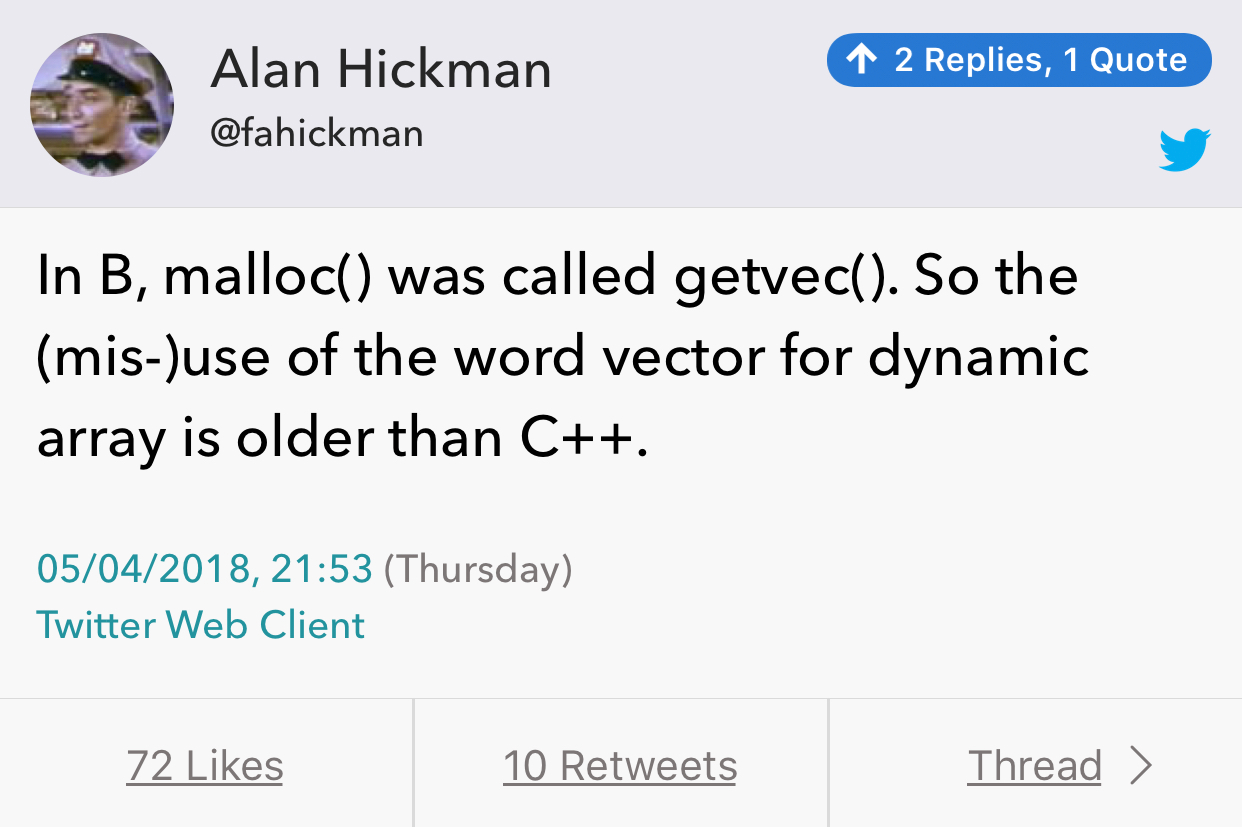 Alan Hickman
@fahickman
2 Replies, 1 Quote
In B, malloc() was called getvec(). So the
(mis-)use of the word vector for dynamic
array is older than C++.
05/04/2018, 21:53 (Thursday)
Twitter Web Client
72 Likes
10 Retweets
Thread